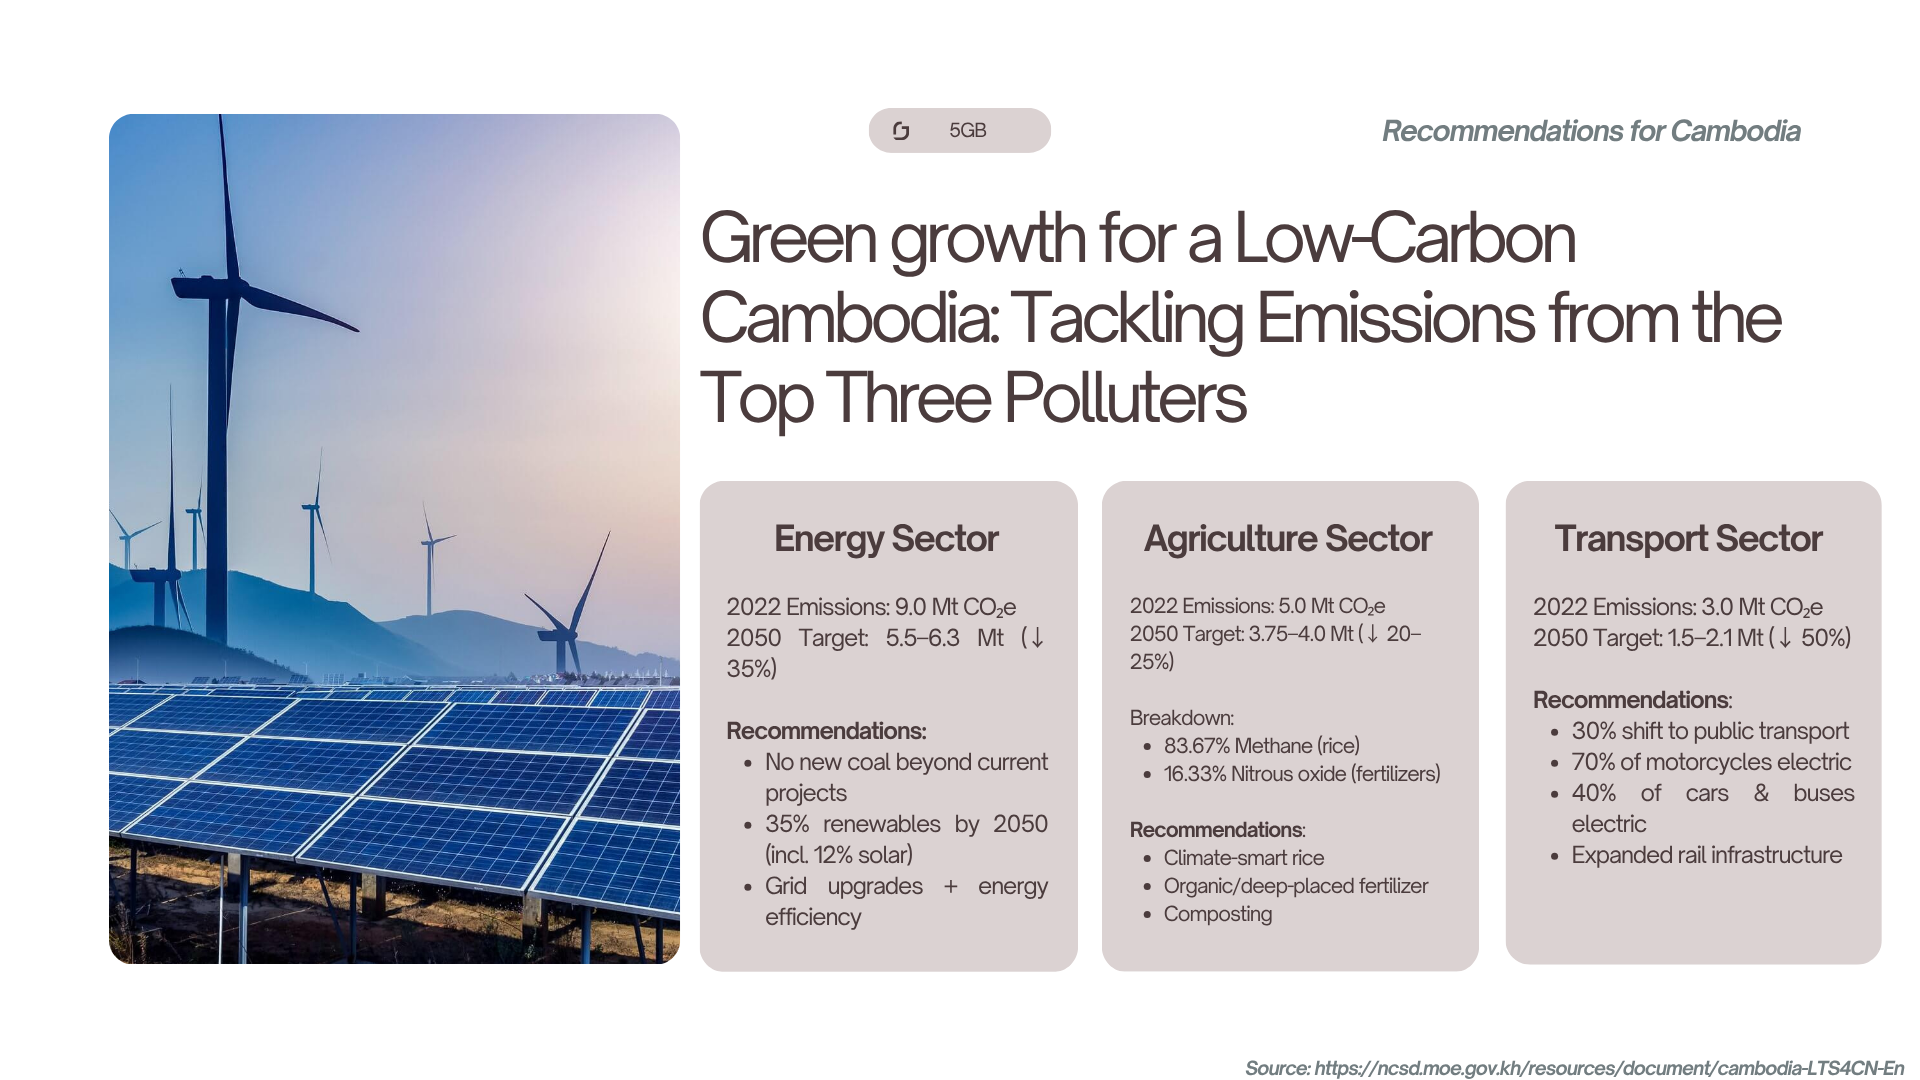 5GB
Recommendations for Cambodia
Green growth for a Low-Carbon
Cambodia: Tackling Emissions from the
Top Three Polluters
Energy Sector
2022 Emissions: 9.0 Mt CO₂e
2050 Target: 5.5–6.3 Mt (↓
35%)
Recommendations:
• No new coal beyond current
projects
• 35% renewables by 2050
(incl. 12% solar)
• Grid upgrades + energy
efficiency
Agriculture Sector
2022 Emissions: 5.0 Mt CO₂e
2050 Target: 3.75–4.0 Mt (↓ 20–
25%)
Breakdown:
• 83.67% Methane (rice)
• 16.33% Nitrous oxide (fertilizers)
Recommendations:
• Climate-smart rice
• Organic/deep-placed fertilizer
• Composting
Transport Sector
2022 Emissions: 3.0 Mt CO₂e
2050 Target: 1.5–2.1 Mt (↓ 50%)
Recommendations:
• 30% shift to public transport
• 70% of motorcycles electric
• 40% of cars & buses
electric
• Expanded rail infrastructure
Source: https://ncsd.moe.gov.kh/resources/document/cambodia-LTS4CN-En